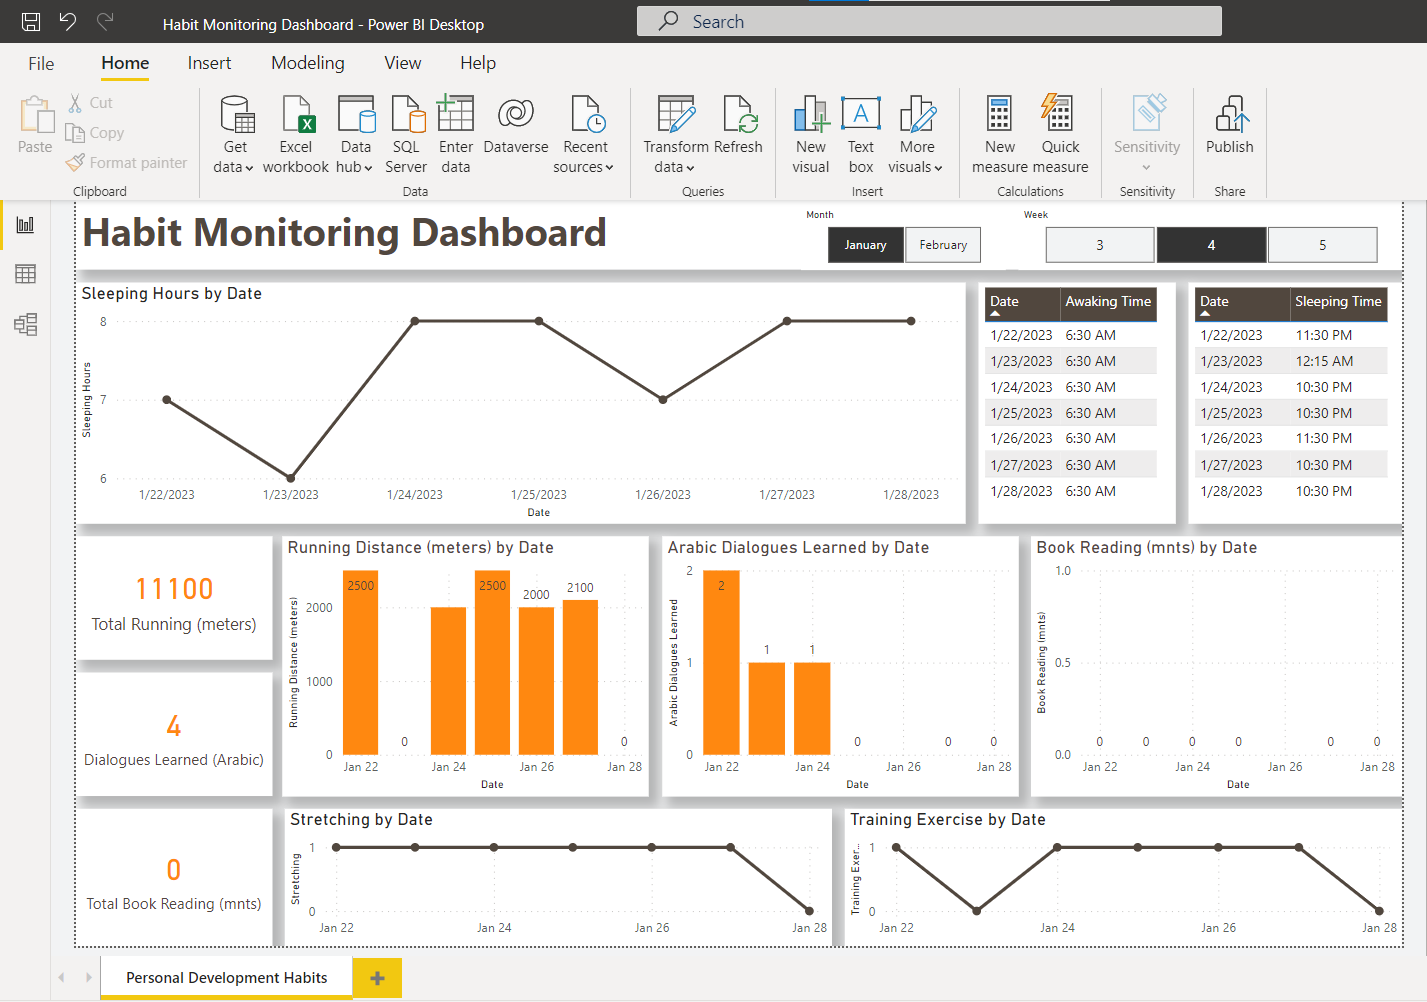 Habit Monitoring Dashboard - Power BI Desktop
Search
File Home Insert Modeling View Help
Paste
Cut
Copy
Format painter
Clipboard
Get data
Excel workbook
Data hub
SQL Server
Enter data
Dataverse
Recent sources
Data
Transform data
Refresh
Queries
New visual
Text box
More visuals
Insert
New measure
Quick measure
Calculations
Sensitivity
Sensitivity
Publish
Share
Habit Monitoring Dashboard
Month
January February
Week
3 4 5
Sleeping Hours by Date
Sleeping Hours
8
7
6
1/22/2023 1/23/2023 1/24/2023 1/25/2023 1/26/2023 1/27/2023 1/28/2023
Date
Date Awaking Time
1/22/2023 6:30 AM
1/23/2023 6:30 AM
1/24/2023 6:30 AM
1/25/2023 6:30 AM
1/26/2023 6:30 AM
1/27/2023 6:30 AM
1/28/2023 6:30 AM
Date Sleeping Time
1/22/2023 11:30 PM
1/23/2023 12:15 AM
1/24/2023 10:30 PM
1/25/2023 10:30 PM
1/26/2023 11:30 PM
1/27/2023 10:30 PM
1/28/2023 10:30 PM
11100
Total Running (meters)
Running Distance (meters) by Date
Running Distance (meters)
2000
1000
0
2500 0 2500 2000 2100 0
Jan 22 Jan 24 Jan 26 Jan 28
Date
Arabic Dialogues Learned by Date
Arabic Dialogues Learned
2
1
0
2 1 1 0 0 0
Jan 22 Jan 24 Jan 26 Jan 28
Date
Book Reading (mnts) by Date
Book Reading (mnts)
1.0
0.5
0.0
0 0 0 0 0 0
Jan 22 Jan 24 Jan 26 Jan 28
Date
4
Dialogues Learned (Arabic)
0
Total Book Reading (mnts)
Stretching by Date
Stretching
1
0
Jan 22 Jan 24 Jan 26 Jan 28
Training Exercise by Date
Training Exer...
1
0
Jan 22 Jan 24 Jan 26 Jan 28
Personal Development Habits